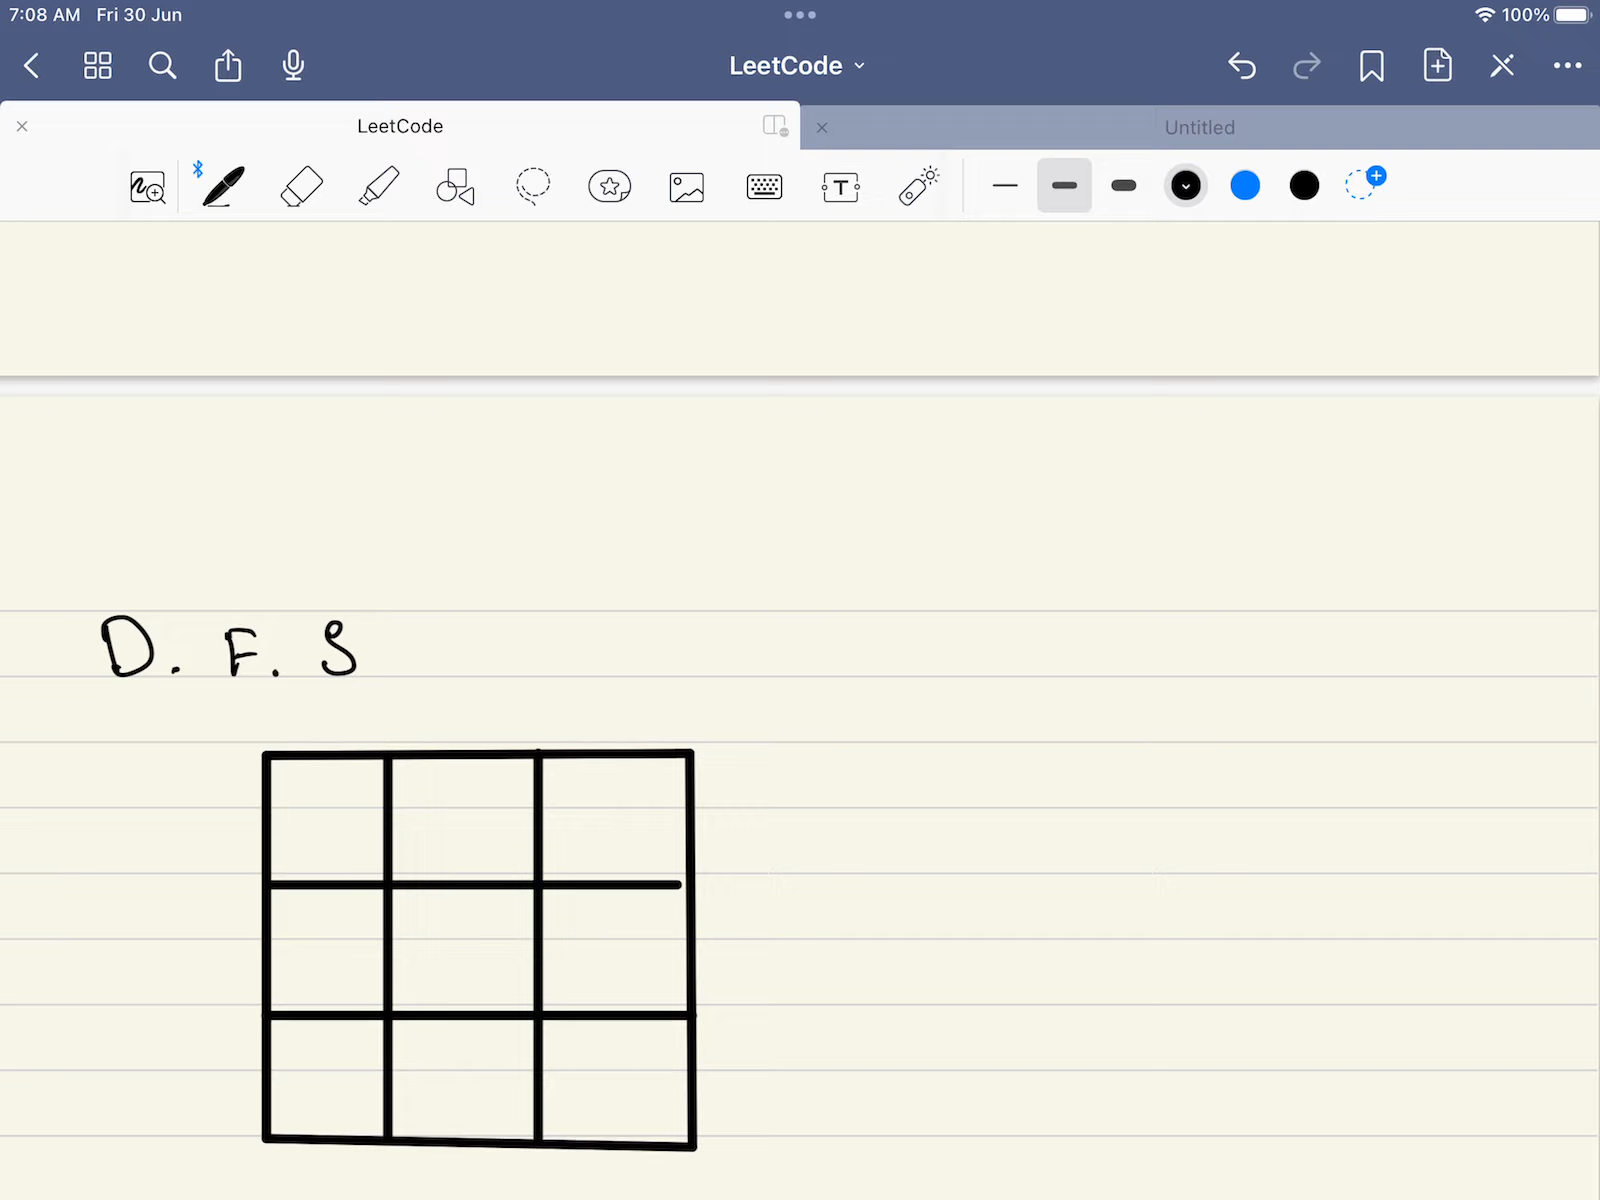 7:08 AM Fri 30 Jun
100%
LeetCode
LeetCode
Untitled
T
D. F. S